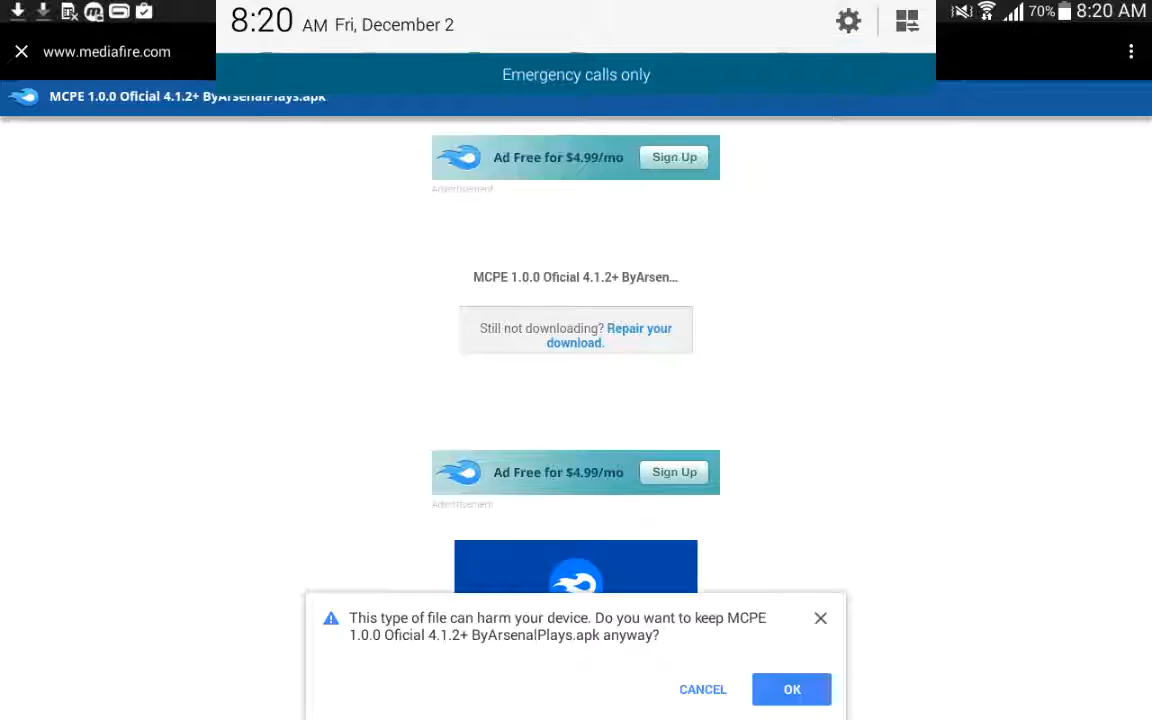 8:20 AM Fri, December 2
70% 8:20 AM
www.mediafire.com
Emergency calls only
MCPE 1.0.0 Oficial 4.1.2+ ByArsenalPlays.apk
Ad Free for $4.99/mo Sign Up
Advertisement
MCPE 1.0.0 Oficial 4.1.2+ ByArsen...
Still not downloading? Repair your
download.
Ad Free for $4.99/mo Sign Up
Advertisement
This type of file can harm your device. Do you want to keep MCPE
1.0.0 Oficial 4.1.2+ ByArsenalPlays.apk anyway?
CANCEL OK